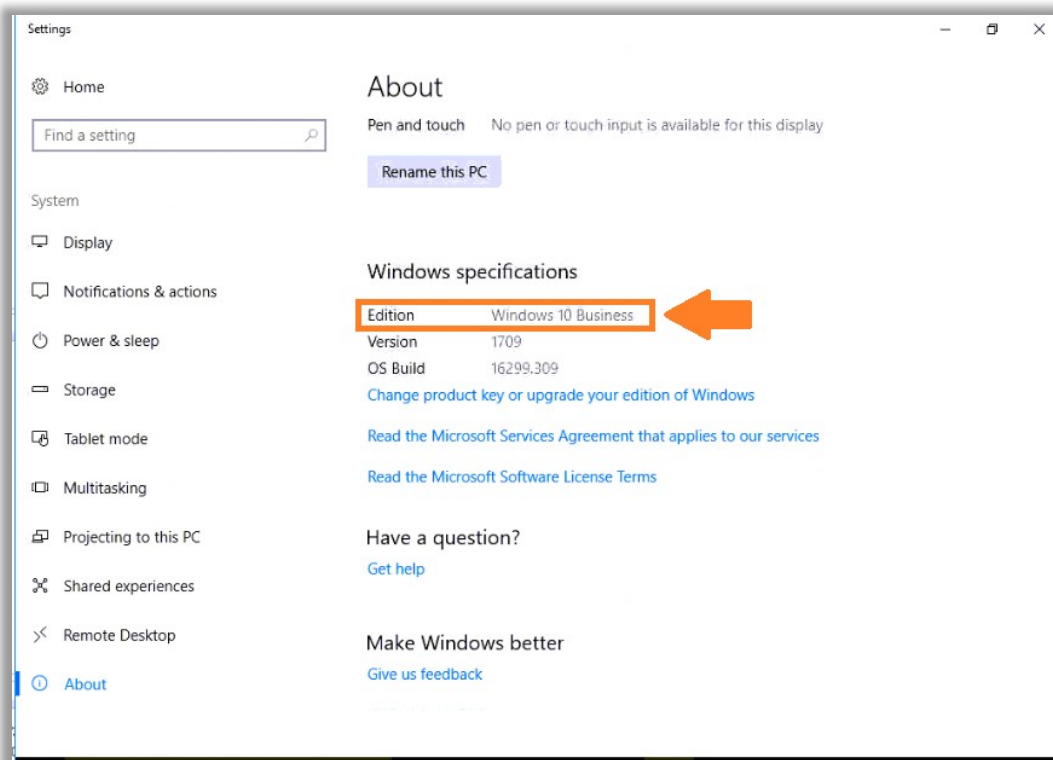 Settings
Home
Find a setting
System
Display
Notifications & actions
Power & sleep
Storage
Tablet mode
Multitasking
Projecting to this PC
Shared experiences
Remote Desktop
About
About
Pen and touch No pen or touch input is available for this display
Rename this PC
Windows specifications
Edition Windows 10 Business
Version 1709
OS Build 16299.309
Change product key or upgrade your edition of Windows
Read the Microsoft Services Agreement that applies to our services
Read the Microsoft Software License Terms
Have a question?
Get help
Make Windows better
Give us feedback